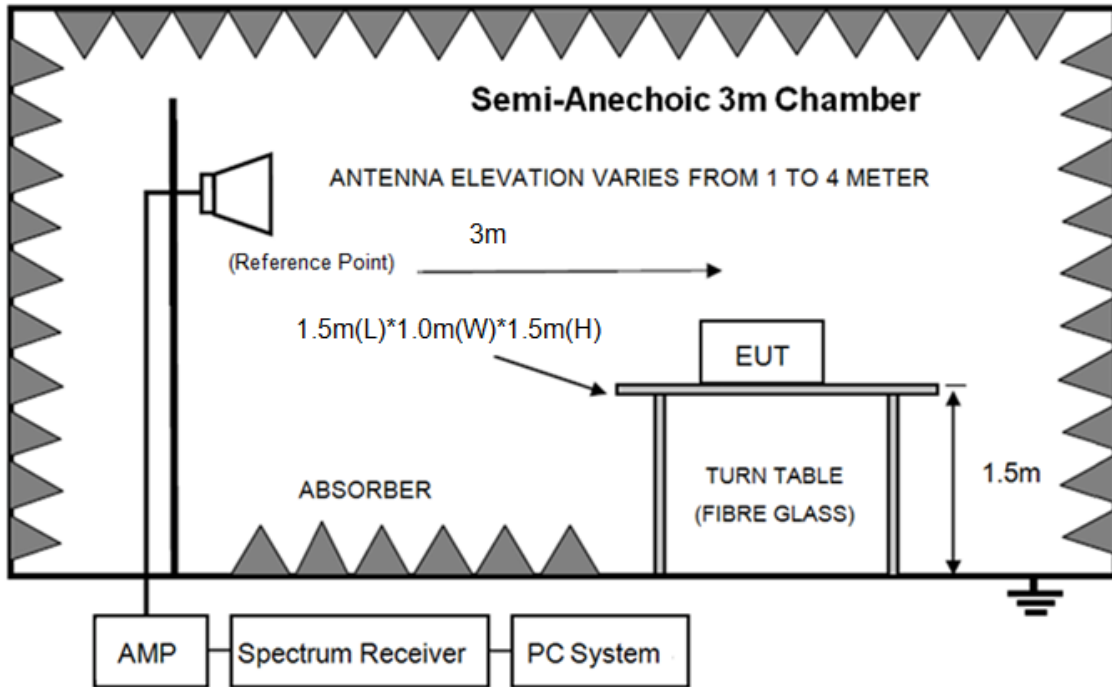 Semi-Anechoic 3m Chamber
ANTENNA ELEVATION VARIES FROM 1 TO 4 METER
3m
(Reference Point)
1.5m(L)*1.0m(W)*1.5m(H)
EUT
ABSORBER
TURN TABLE
(FIBRE GLASS)
1.5m
AMP
Spectrum Receiver
PC System